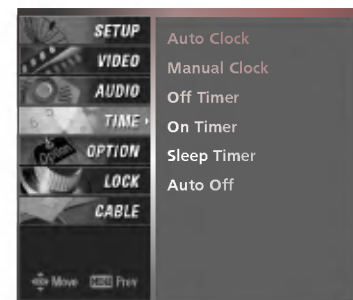 SETUP
VIDEO
AUDIO
TIME
OPTION
LOCK
CABLE
Move MENU Prev
Auto Clock
Manual Clock
Off Timer
On Timer
Sleep Timer
Auto Off